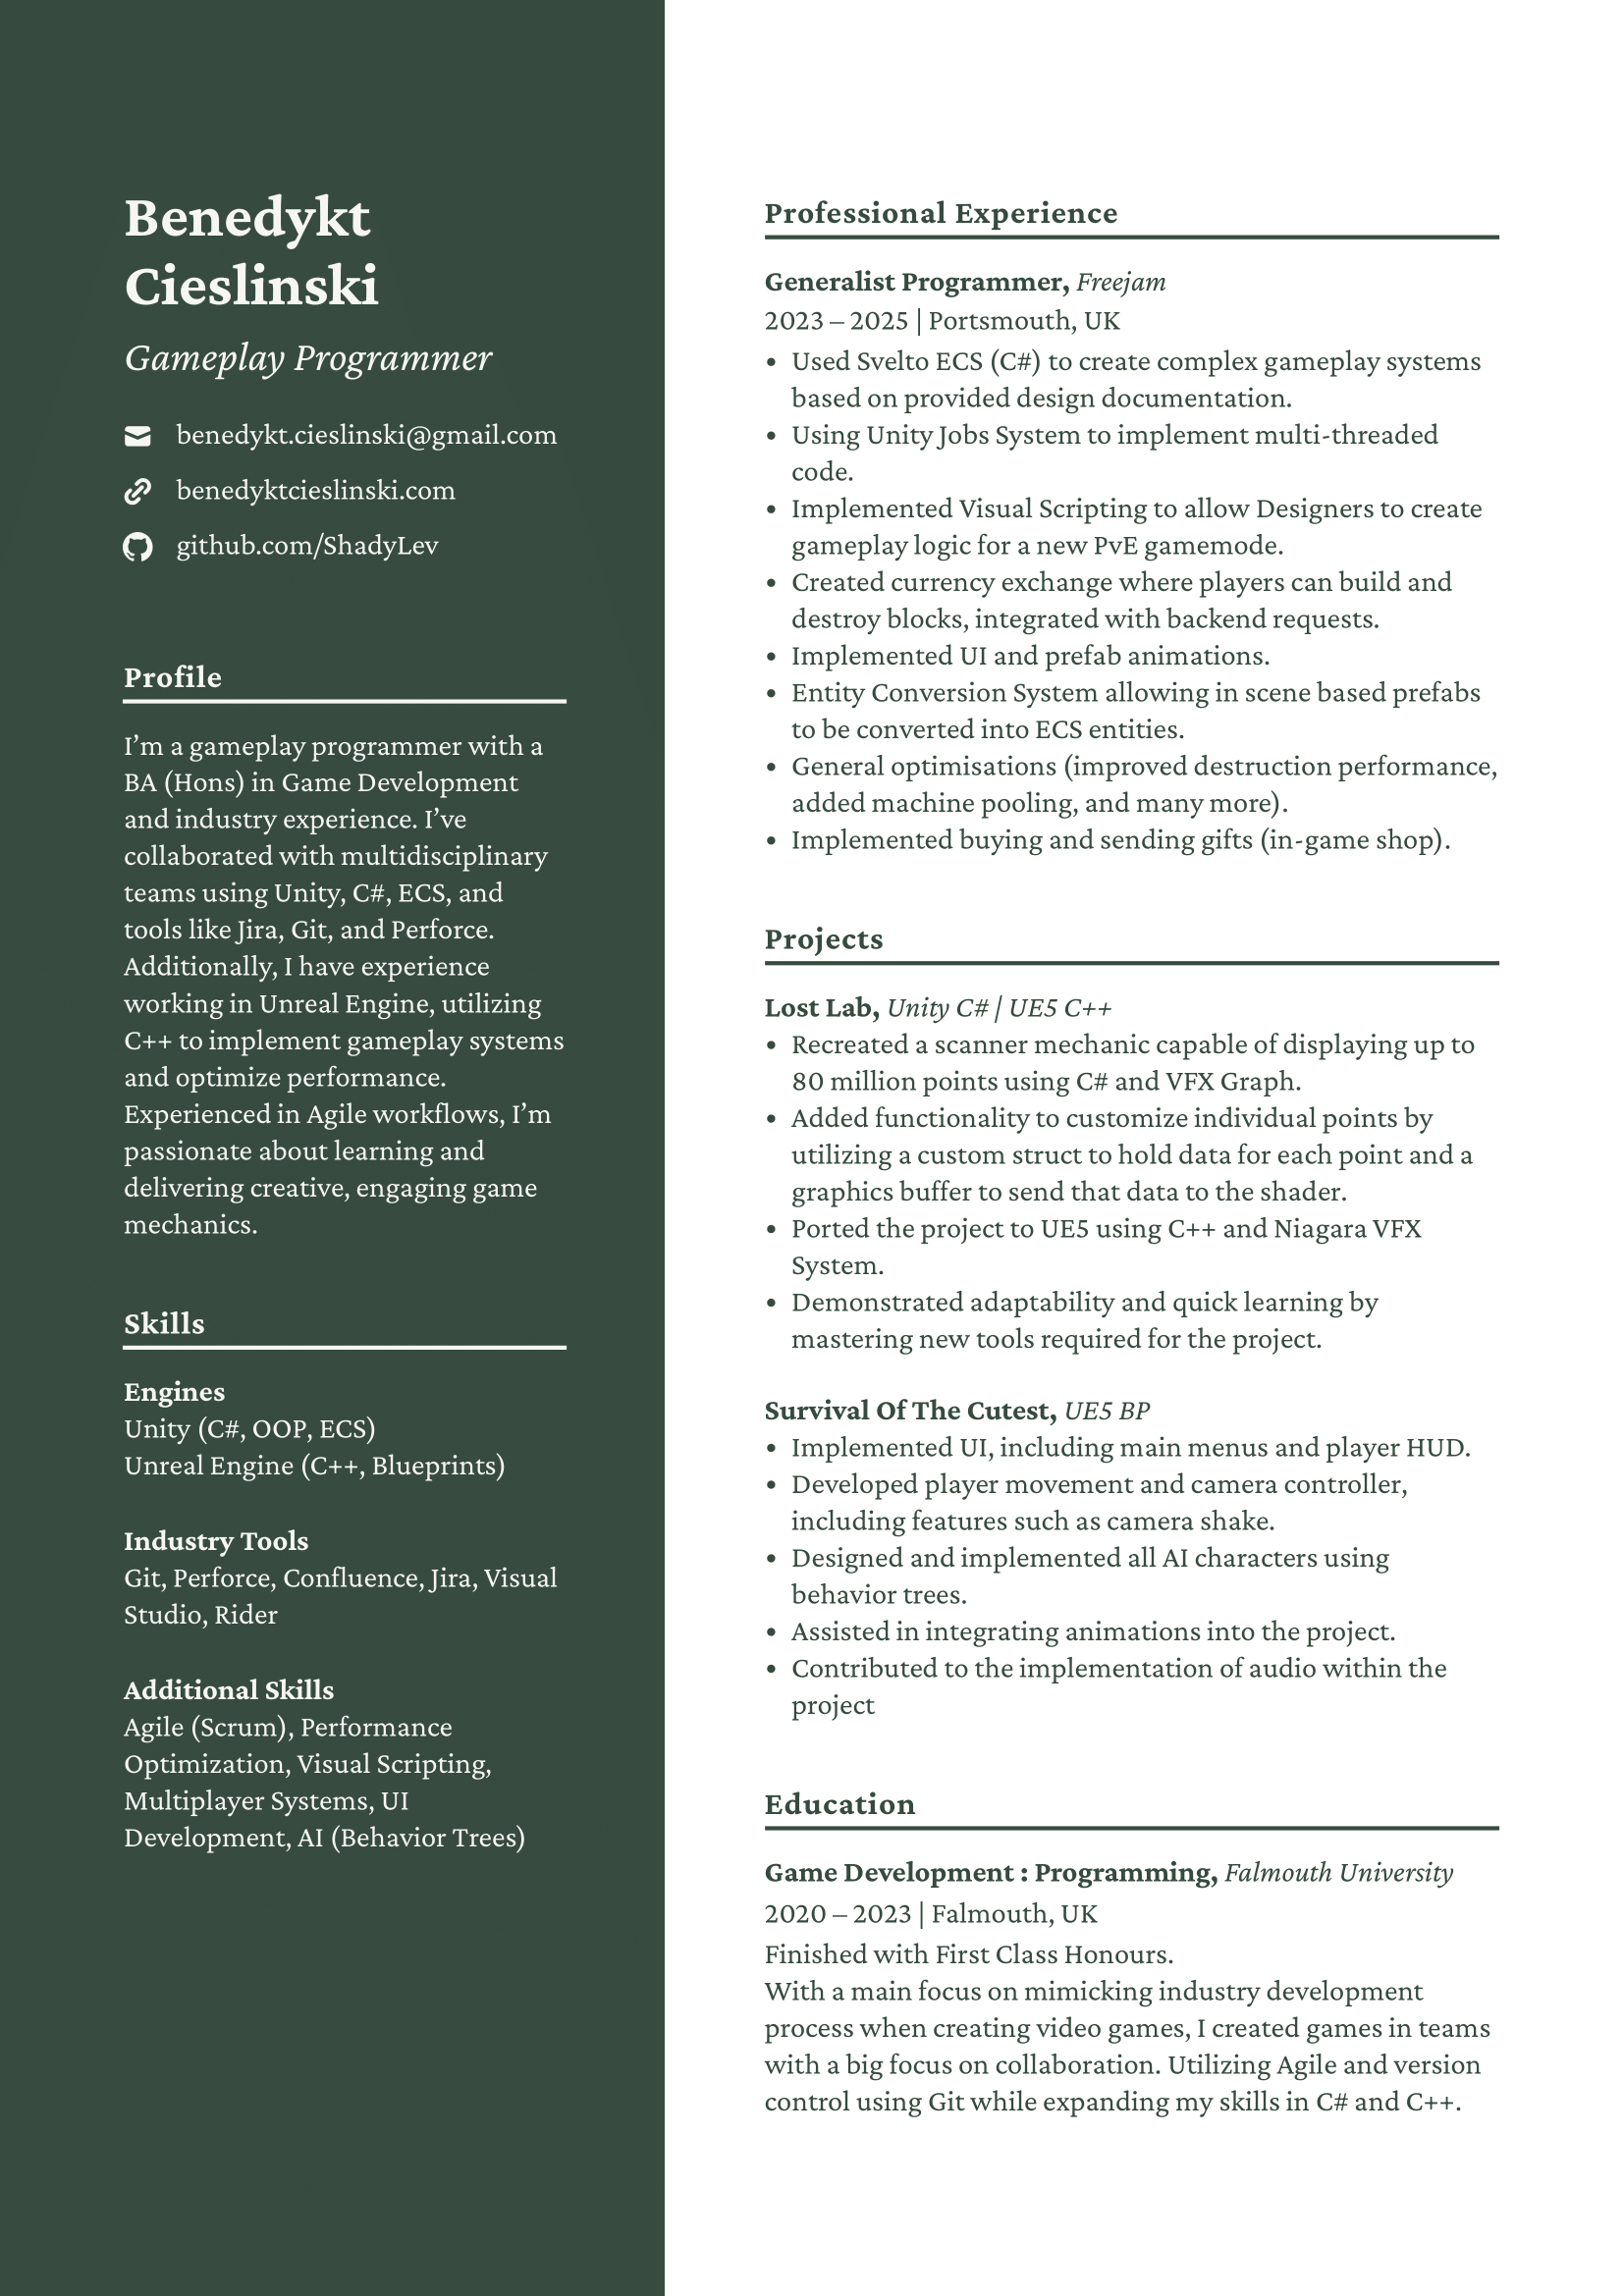 Benedykt
Cieslinski
Gameplay Programmer
benedykt.cieslinski@gmail.com
benedyktcieslinski.com
github.com/ShadyLev
Profile
I’m a gameplay programmer with a
BA (Hons) in Game Development
and industry experience. I’ve
collaborated with multidisciplinary
teams using Unity, C#, ECS, and
tools like Jira, Git, and Perforce.
Additionally, I have experience
working in Unreal Engine, utilizing
C++ to implement gameplay systems
and optimize performance.
Experienced in Agile workflows, I’m
passionate about learning and
delivering creative, engaging game
mechanics.
Skills
Engines
Unity (C#, OOP, ECS)
Unreal Engine (C++, Blueprints)
Industry Tools
Git, Perforce, Confluence, Jira, Visual
Studio, Rider
Additional Skills
Agile (Scrum), Performance
Optimization, Visual Scripting,
Multiplayer Systems, UI
Development, AI (Behavior Trees)
Professional Experience
Generalist Programmer, Freejam
2023 – 2025 | Portsmouth, UK
• Used Svelto ECS (C#) to create complex gameplay systems
based on provided design documentation.
• Using Unity Jobs System to implement multi-threaded
code.
• Implemented Visual Scripting to allow Designers to create
gameplay logic for a new PvE gamemode.
• Created currency exchange where players can build and
destroy blocks, integrated with backend requests.
• Implemented UI and prefab animations.
• Entity Conversion System allowing in scene based prefabs
to be converted into ECS entities.
• General optimisations (improved destruction performance,
added machine pooling, and many more).
• Implemented buying and sending gifts (in-game shop).
Projects
Lost Lab, Unity C# | UE5 C++
• Recreated a scanner mechanic capable of displaying up to
80 million points using C# and VFX Graph.
• Added functionality to customize individual points by
utilizing a custom struct to hold data for each point and a
graphics buffer to send that data to the shader.
• Ported the project to UE5 using C++ and Niagara VFX
System.
• Demonstrated adaptability and quick learning by
mastering new tools required for the project.
Survival Of The Cutest, UE5 BP
• Implemented UI, including main menus and player HUD.
• Developed player movement and camera controller,
including features such as camera shake.
• Designed and implemented all AI characters using
behavior trees.
• Assisted in integrating animations into the project.
• Contributed to the implementation of audio within the
project
Education
Game Development : Programming, Falmouth University
2020 – 2023 | Falmouth, UK
Finished with First Class Honours.
With a main focus on mimicking industry development
process when creating video games, I created games in teams
with a big focus on collaboration. Utilizing Agile and version
control using Git while expanding my skills in C# and C++.